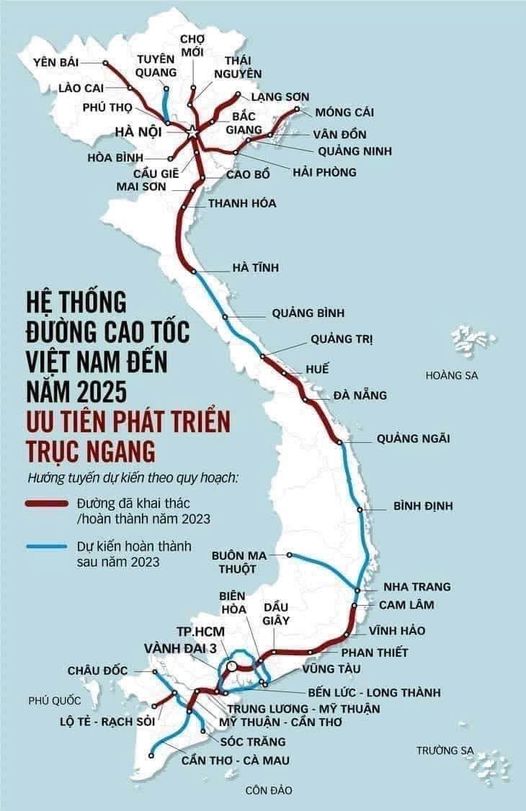 CHỢ
MỚI
YÊN BÁI
TUYÊN
QUANG
THÁI
NGUYÊN
LÀO CAI
LẠNG SƠN
PHÚ THỌ
MÓNG CÁI
BẮC
GIANG
HÀ NỘI
VÂN ĐỒN
QUẢNG NINH
HÒA BÌNH
CẦU GIẼ
HẢI PHÒNG
MAI SƠN
CAO BỒ
THANH HÓA
HÀ TĨNH
HỆ THỐNG
ĐƯỜNG CAO TỐC
VIỆT NAM ĐẾN
NĂM 2025
ƯU TIÊN PHÁT TRIỂN
TRỤC NGANG
Hướng tuyến dự kiến theo quy hoạch:
Đường đã khai thác
/hoàn thành năm 2023
Dự kiến hoàn thành
sau năm 2023
QUẢNG BÌNH
QUẢNG TRỊ
HUẾ
HOÀNG SA
ĐÀ NẴNG
QUẢNG NGÃI
BÌNH ĐỊNH
BUÔN MA
THUỘT
NHA TRANG
BIÊN
HÒA
DẦU
GIÂY
CAM LÂM
TP.HCM
VĨNH HẢO
VÀNH ĐAI 3
PHAN THIẾT
CHÂU ĐỐC
VŨNG TÀU
PHÚ QUỐC
BẾN LỨC - LONG THÀNH
LỘ TẺ - RẠCH SỎI
TRUNG LƯƠNG - MỸ THUẬN
MỸ THUẬN - CẦN THƠ
SÓC TRĂNG
TRƯỜNG SA
CẦN THƠ - CÀ MAU
CÔN ĐẢO